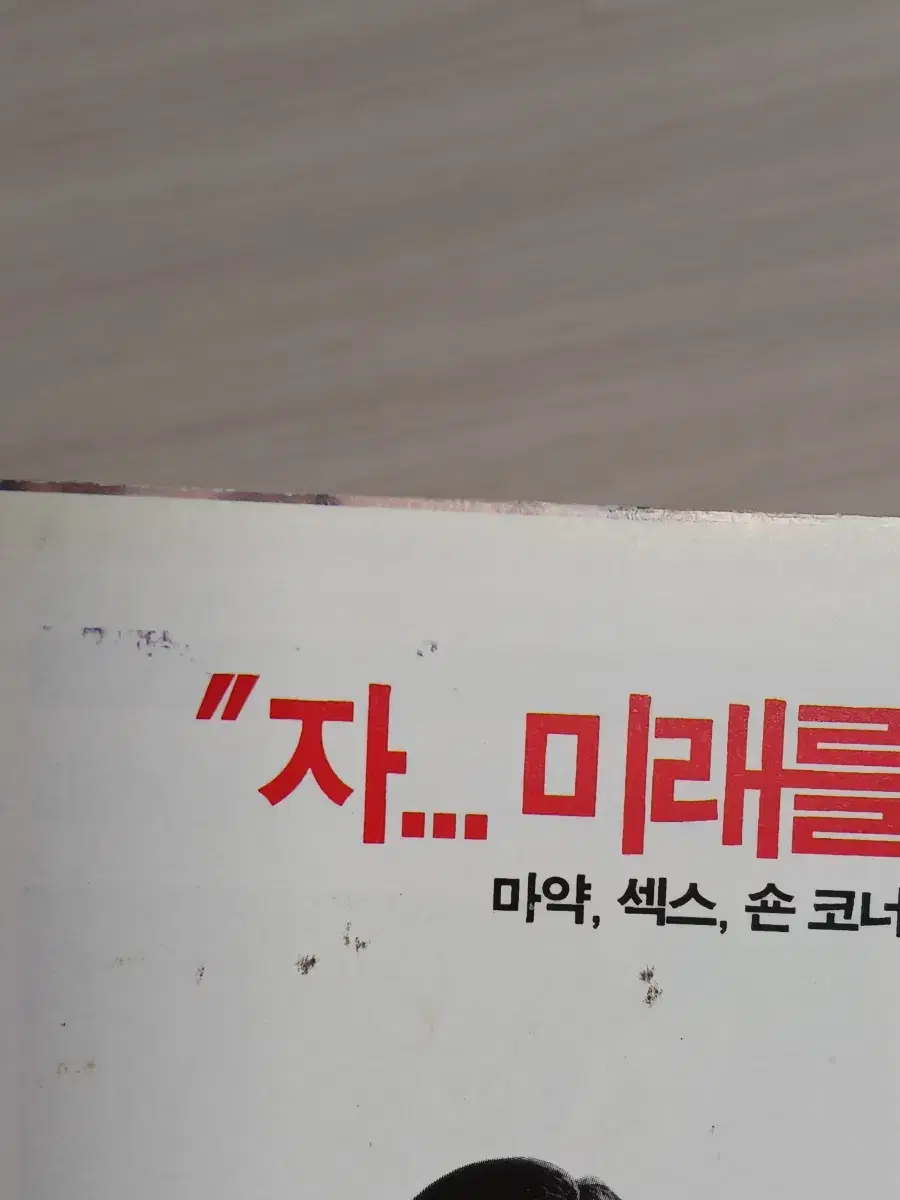 "자... 미래를
마약, 섹스, 숀 코너